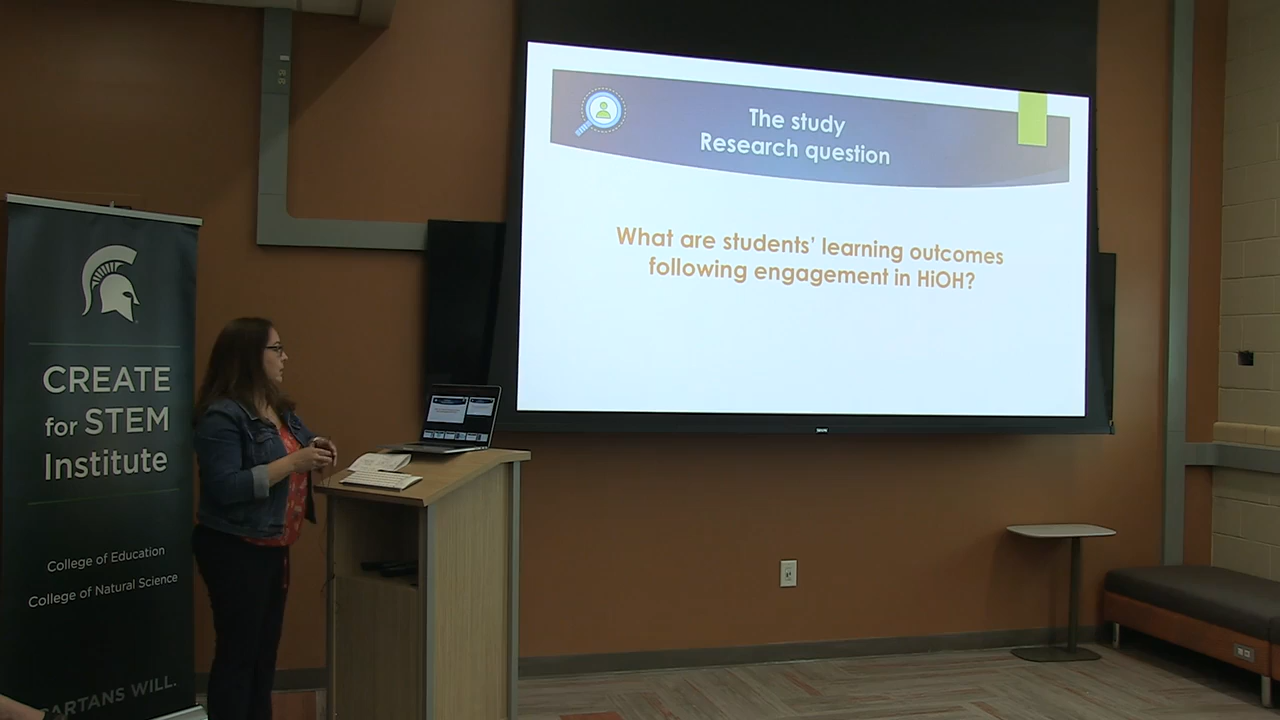 The study
Research question
What are students' learning outcomes
following engagement in HiOH?
CREATE
for STEM
Institute
College of Education
College of Natural Science
SPARTANS WILL.